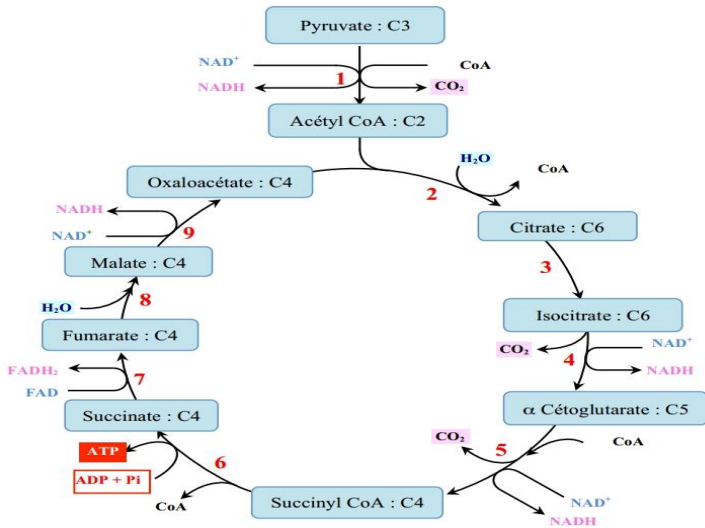 Pyruvate : C3
NAD⁺
CoA
1
NADH
CO₂
Acétyl CoA : C2
H₂O
CoA
Oxaloacétate : C4
2
NADH
Citrate : C6
NAD⁺
9
Malate : C4
3
H₂O
8
Isocitrate : C6
Fumarate : C4
CO₂
4
NAD⁺
FADH₂
7
NADH
FAD
Succinate : C4
α Cétoglutarate : C5
CO₂
5
CoA
ATP
6
ADP + Pi
CoA
Succinyl CoA : C4
NAD⁺
NADH